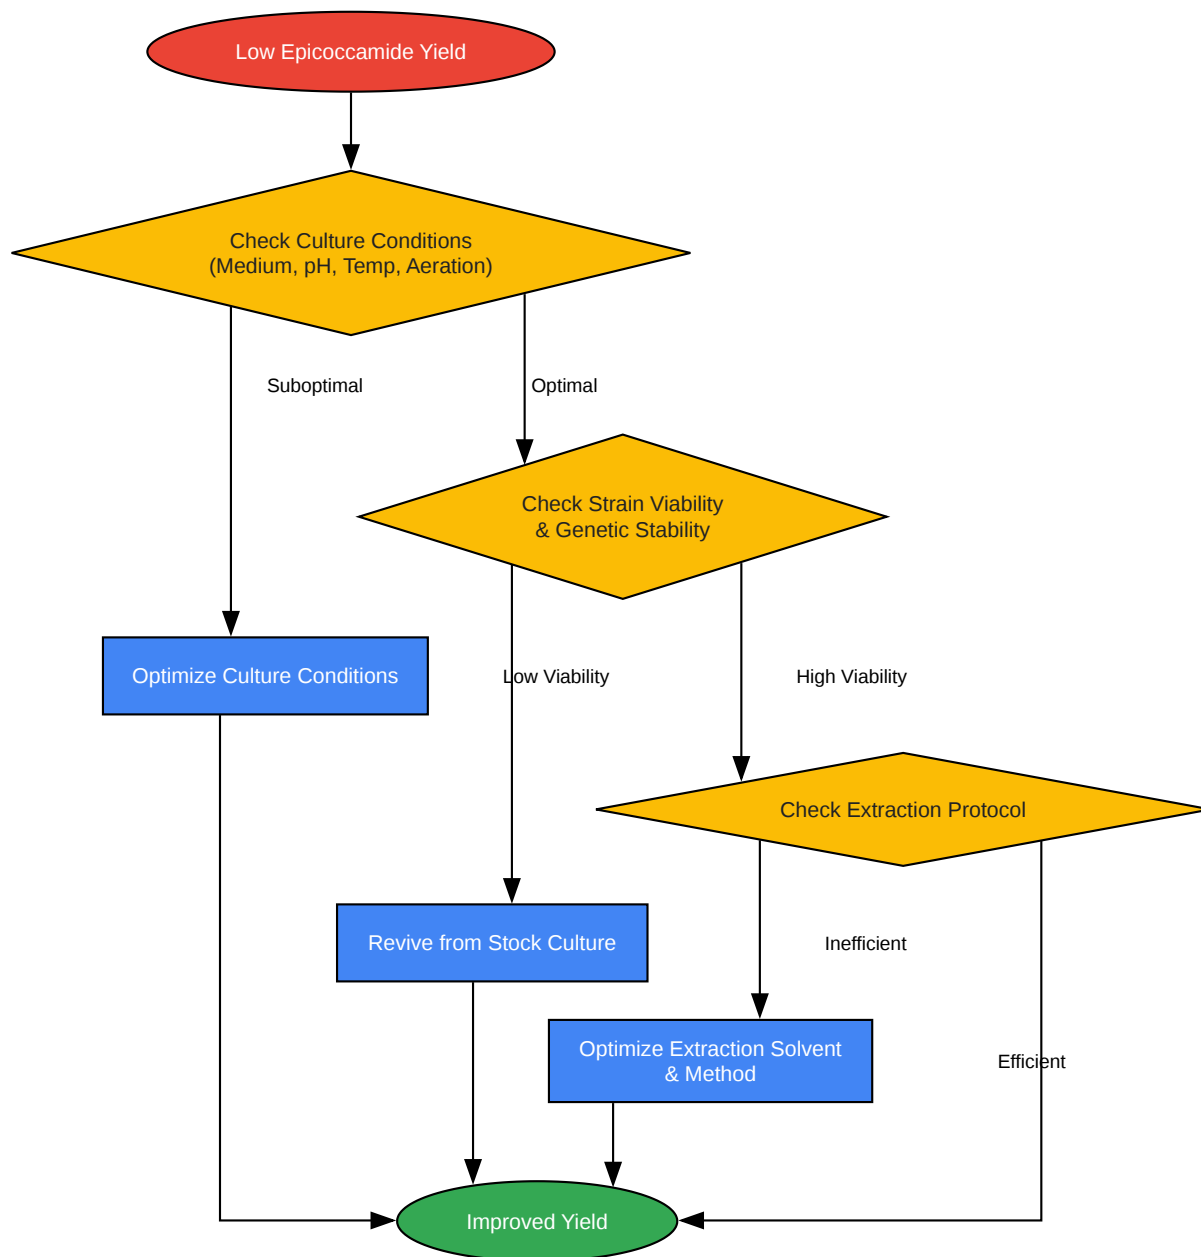 Low Epicoccamide Yield
Check Culture Conditions
(Medium, pH, Temp, Aeration)
Suboptimal
Optimal
Check Strain Viability
& Genetic Stability
Optimize Culture Conditions
Low Viability
High Viability
Check Extraction Protocol
Revive from Stock Culture
Inefficient
Optimize Extraction Solvent
& Method
Efficient
Improved Yield